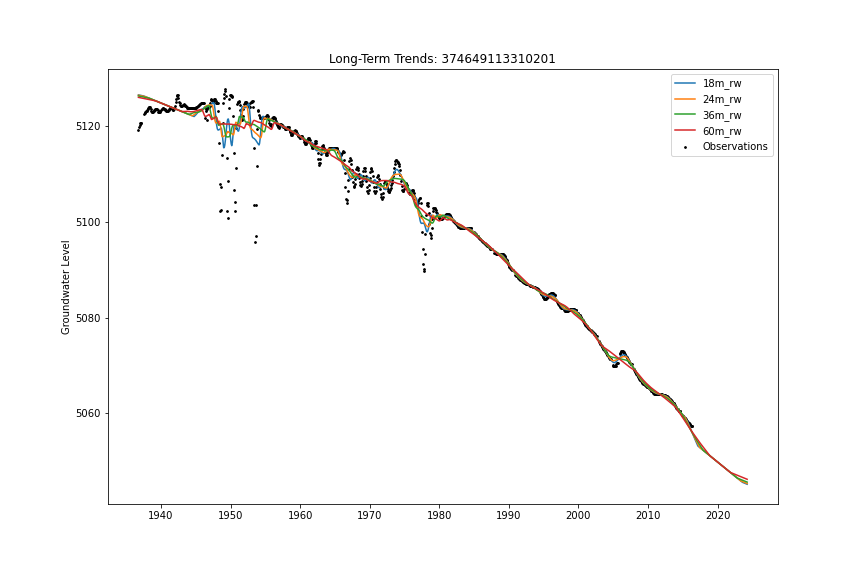 Long-Term Trends: 374649113310201
18m_rw
24m_rw
36m_rw
60m_rw
Observations
Groundwater Level
5120
5100
5080
5060
1940
1950
1960
1970
1980
1990
2000
2010
2020